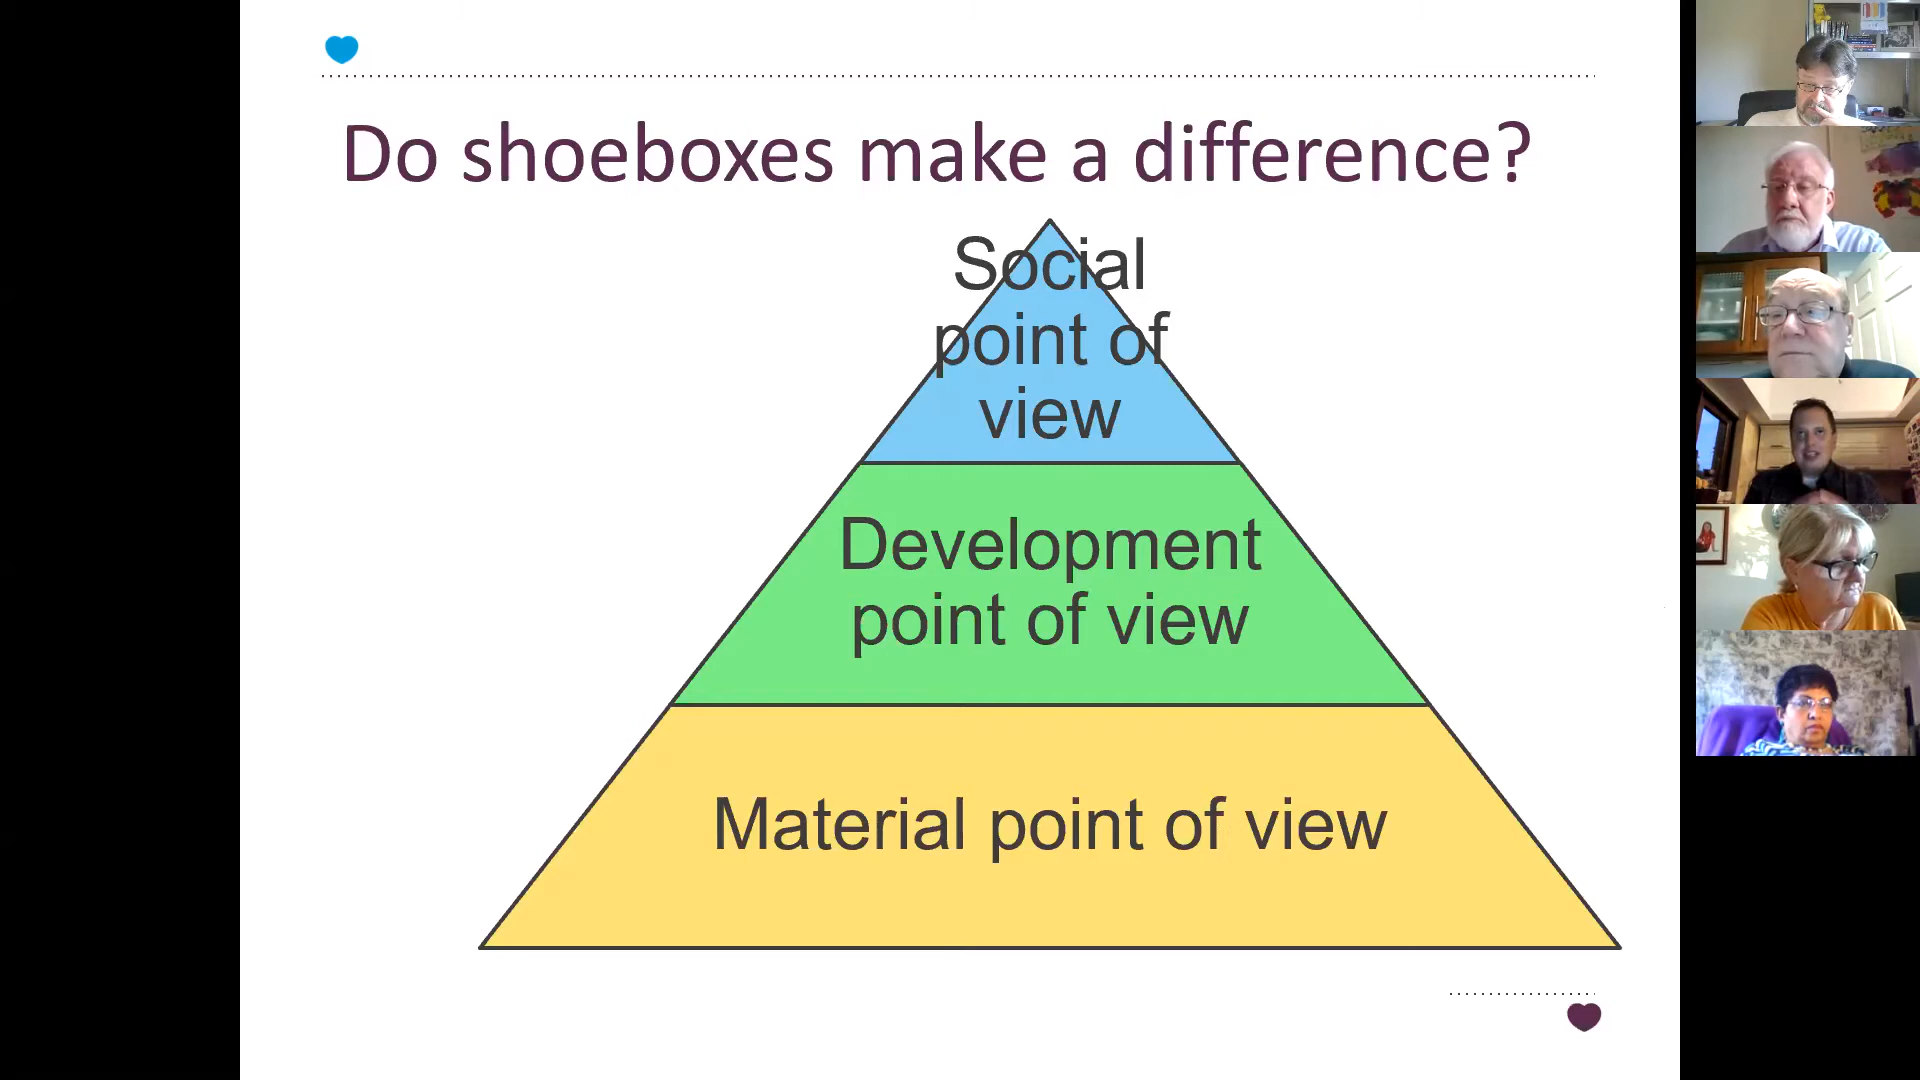 Do shoeboxes make a difference?
Social
point of
view
Development
point of view
Material point of view